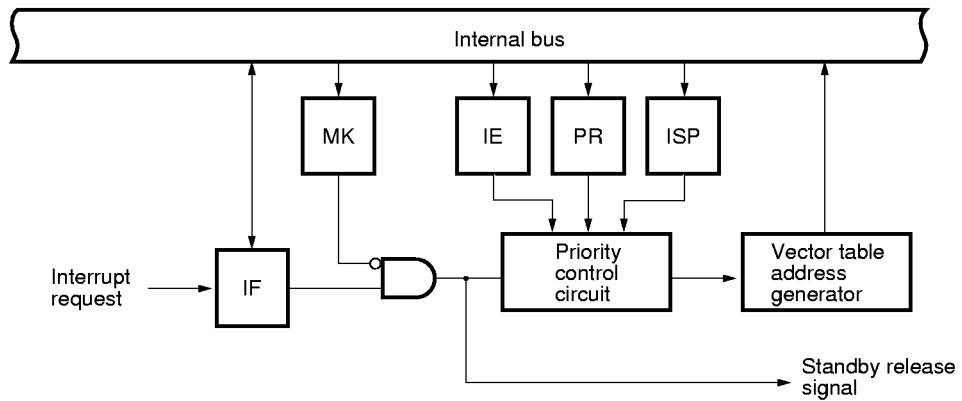 Internal bus
MK
IE
PR
ISP
Interrupt
request
IF
Priority
control
circuit
Vector table
address
generator
Standby release
signal